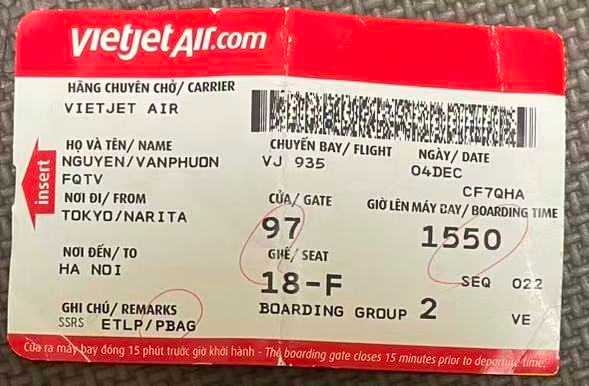 vietjetAir.com
HÃNG CHUYÊN CHỞ/ CARRIER
VIETJET AIR
HỌ VÀ TÊN/ NAME
NGUYEN/VANPHUON
FQTV
CHUYẾN BAY/ FLIGHT
VJ 935
NGÀY/ DATE
04DEC
CF7QHA
insert
NƠI ĐI/ FROM
TOKYO/NARITA
CỬA/ GATE
97
GIỜ LÊN MÁY BAY/ BOARDING TIME
1550
NƠI ĐẾN/ TO
HA NOI
GHẾ/ SEAT
18-F
SEQ 022
GHI CHÚ/ REMARKS
SSRS ETLP/PBAG
BOARDING GROUP 2
VE
Cửa ra máy bay đóng 15 phút trước giờ khởi hành - The boarding gate closes 15 minutes prior to departure time.